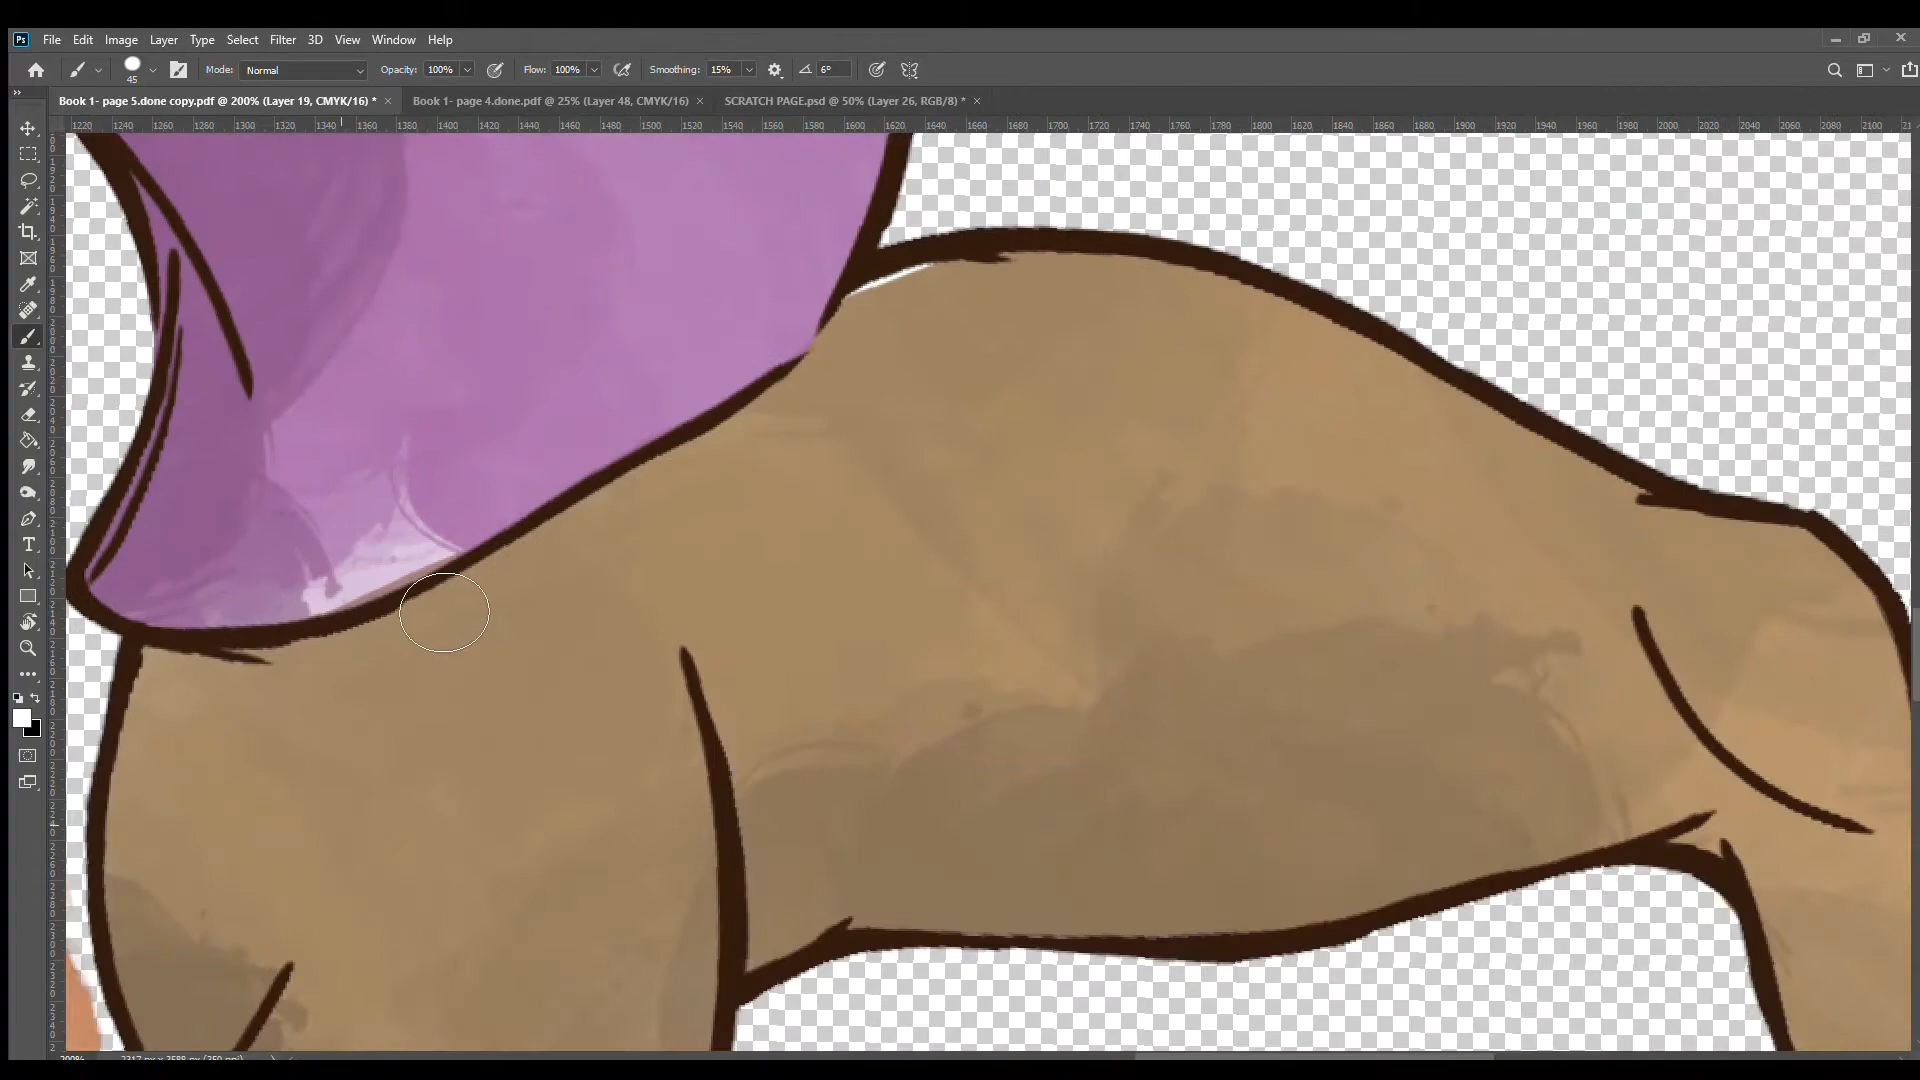 Ps File Edit Image Layer Type Select Filter 3D View Window Help
45 Mode: Normal Opacity: 100% Flow: 100% Smoothing: 15% 6°
Book 1- page 5.done copy.pdf @ 200% (Layer 19, CMYK/16) * × Book 1- page 4.done.pdf @ 25% (Layer 48, CMYK/16) × SCRATCH PAGE.psd @ 50% (Layer 26, RGB/8) * ×
1220 1240 1260 1280 1300 1320 1340 1360 1380 1400 1420 1440 1460 1480 1500 1520 1540 1560 1580 1600 1620 1640 1660 1680 1700 1720 1740 1760 1780 1800 1820 1840 1860 1880 1900 1920 1940 1960 1980 2000 2020 2040 2060 2080 2100
200% 2317 px x 3588 px (350 ppi)